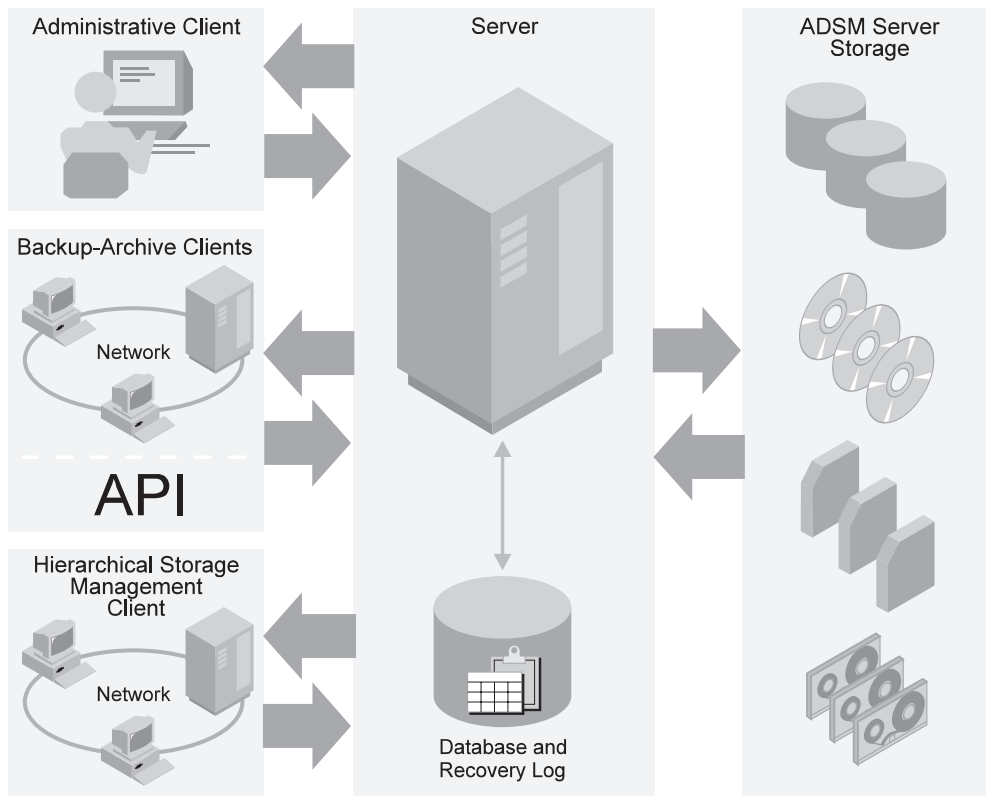 Administrative Client
Server
ADSM Server
Storage
Backup-Archive Clients
Network
API
Hierarchical Storage
Management
Client
Network
Database and
Recovery Log